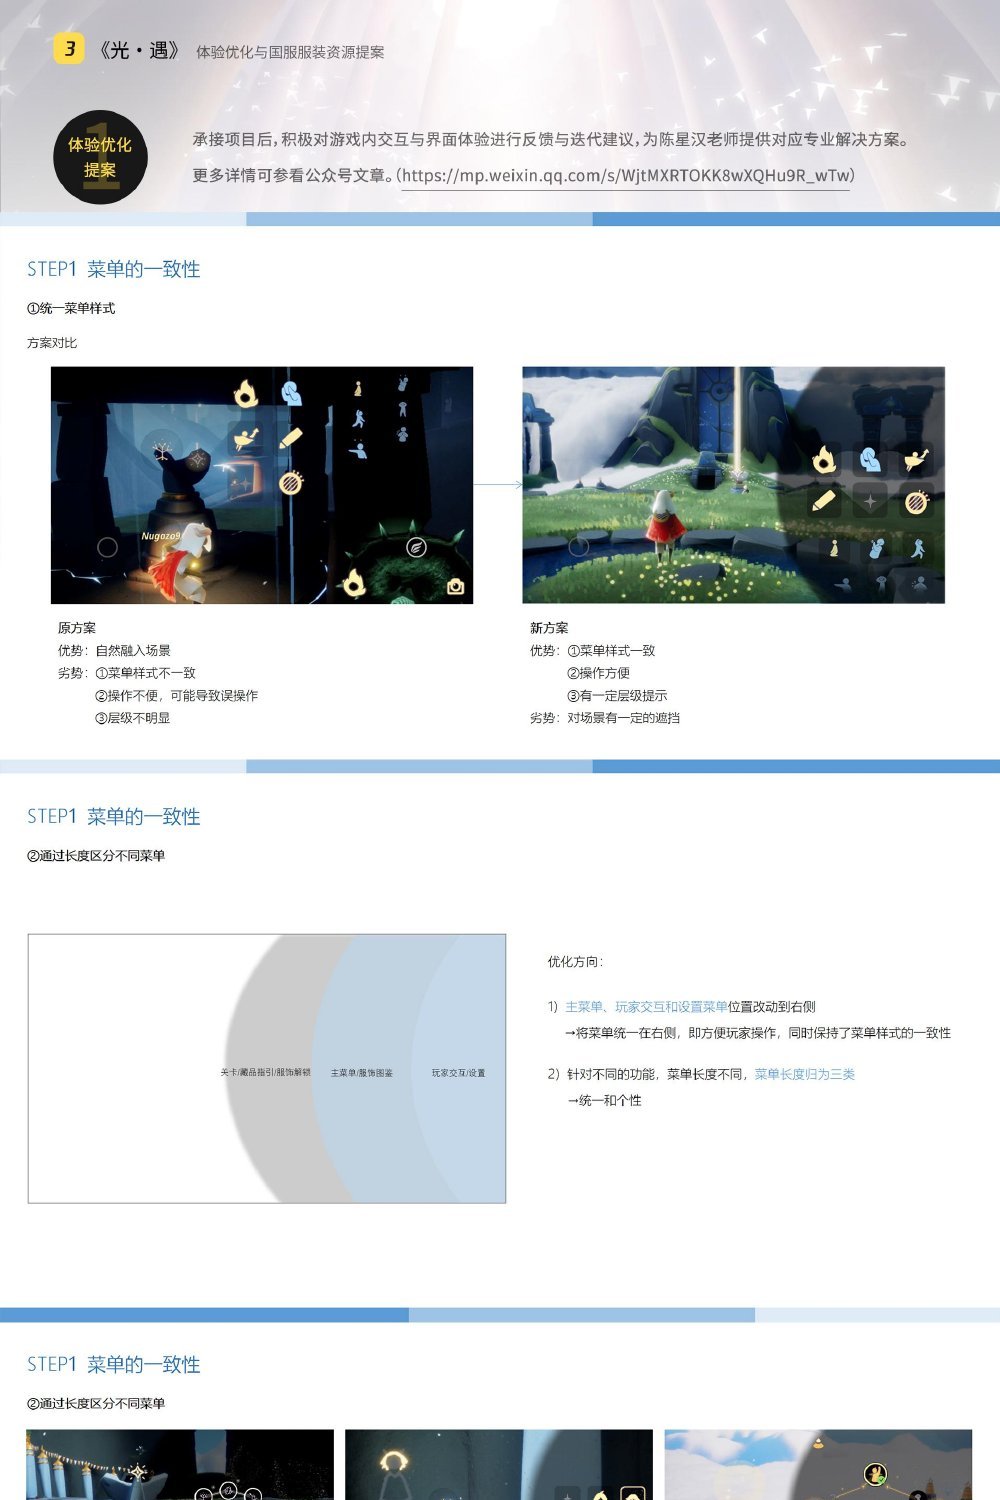 3 《光·遇》 体验优化与国服服装资源提案
1
体验优化
提案
承接项目后，积极对游戏内交互与界面体验进行反馈与迭代建议，为陈星汉老师提供对应专业解决方案。
更多详情可参看公众号文章。（https://mp.weixin.qq.com/s/WjtMXRTOKK8wXQHu9R_wTw）
STEP1 菜单的一致性
①统一菜单样式
方案对比
Nugazo9
原方案
优势：自然融入场景
劣势：①菜单样式不一致
②操作不便，可能导致误操作
③层级不明显
新方案
优势：①菜单样式一致
②操作方便
③有一定层级提示
劣势：对场景有一定的遮挡
STEP1 菜单的一致性
②通过长度区分不同菜单
关卡/藏品指引/服饰解锁 主菜单/服饰图鉴 玩家交互/设置
优化方向：
1）主菜单、玩家交互和设置菜单位置改动到右侧
→将菜单统一在右侧，即方便玩家操作，同时保持了菜单样式的一致性
2）针对不同的功能，菜单长度不同，菜单长度归为三类
→统一和个性
STEP1 菜单的一致性
②通过长度区分不同菜单